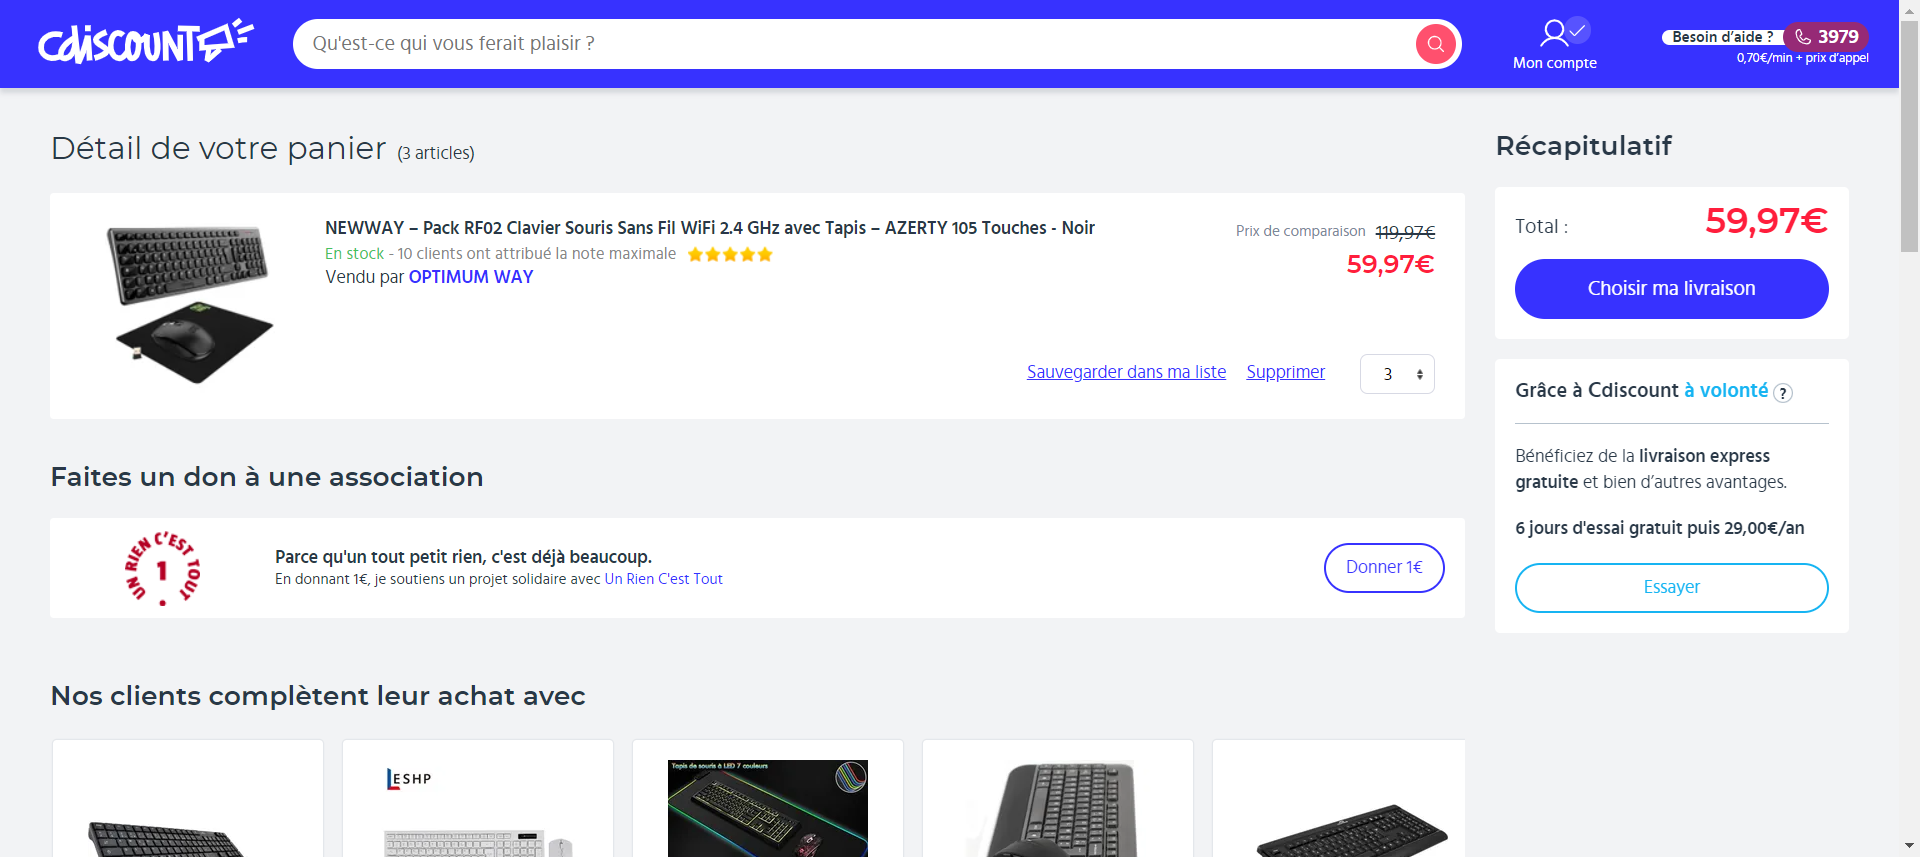 Cdiscount
Qu'est-ce qui vous ferait plaisir ?
Mon compte
Besoin d'aide ? 3979
0,70€/min + prix d'appel
Détail de votre panier (3 articles)
NEWWAY – Pack RF02 Clavier Souris Sans Fil WiFi 2.4 GHz avec Tapis – AZERTY 105 Touches - Noir
En stock - 10 clients ont attribué la note maximale
Vendu par OPTIMUM WAY
Prix de comparaison 119,97€
59,97€
Sauvegarder dans ma liste Supprimer 3
Récapitulatif
Total : 59,97€
Choisir ma livraison
Grâce à Cdiscount à volonté ?
Bénéficiez de la livraison express
gratuite et bien d'autres avantages.
6 jours d'essai gratuit puis 29,00€/an
Essayer
Faites un don à une association
UN RIEN C'EST TOUT
1
Parce qu'un tout petit rien, c'est déjà beaucoup.
En donnant 1€, je soutiens un projet solidaire avec Un Rien C'est Tout
Donner 1€
Nos clients complètent leur achat avec
LESHP
Tapis de souris à LED 7 couleurs